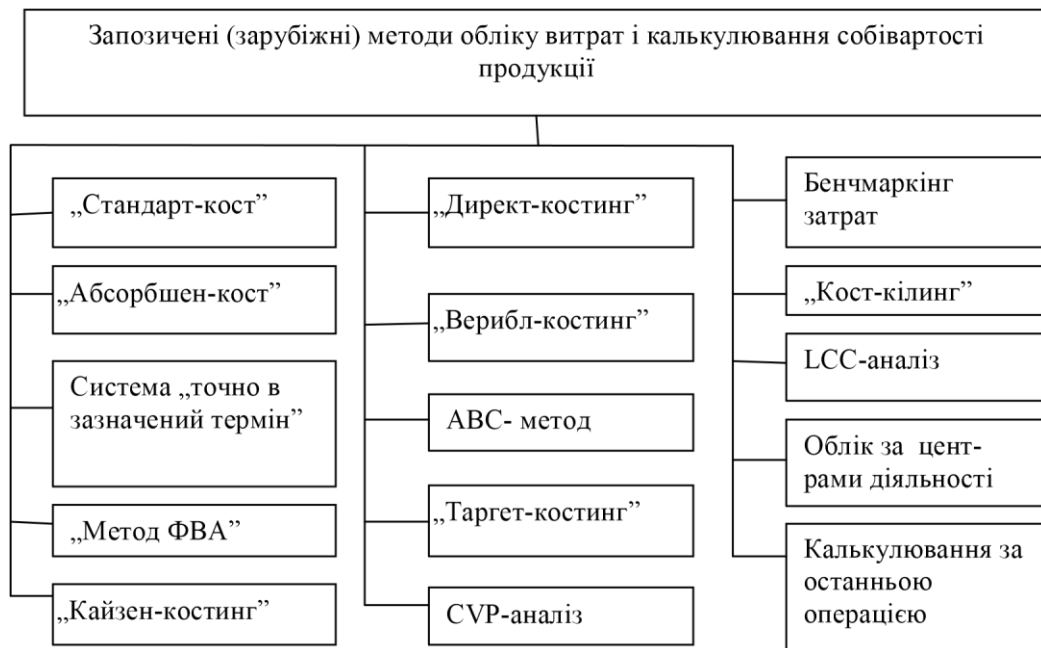 Запозичені (зарубіжні) методи обліку витрат і калькулювання собівартості
продукції
„Стандарт-кост”
„Абсорбшен-кост”
Система „точно в
зазначений термін”
„Метод ФВА”
„Кайзен-костинг”
„Директ-костинг”
„Верибл-костинг”
АВС- метод
„Таргет-костинг”
CVP-аналіз
Бенчмаркінг
затрат
„Кост-кілинг”
LCC-аналіз
Облік за цент-
рами діяльності
Калькулювання за
останньою
операцією